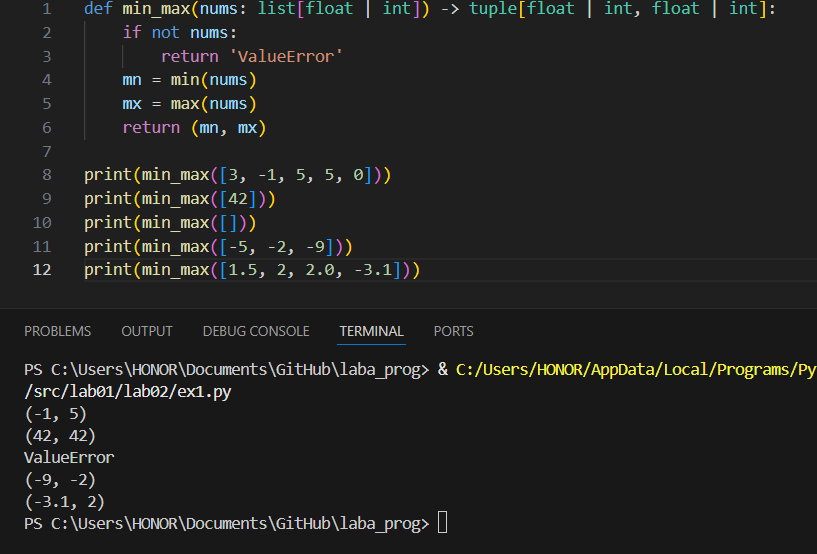 1 def min_max(nums: list[float | int]) -> tuple[float | int, float | int]:
2     if not nums:
3         return 'ValueError'
4     mn = min(nums)
5     mx = max(nums)
6     return (mn, mx)
7
8 print(min_max([3, -1, 5, 5, 0]))
9 print(min_max([42]))
10 print(min_max([]))
11 print(min_max([-5, -2, -9]))
12 print(min_max([1.5, 2, 2.0, -3.1]))
PROBLEMS OUTPUT DEBUG CONSOLE TERMINAL PORTS
PS C:\Users\HONOR\Documents\GitHub\laba_prog> & C:/Users/HONOR/AppData/Local/Programs/Py
/src/lab01/lab02/ex1.py
(-1, 5)
(42, 42)
ValueError
(-9, -2)
(-3.1, 2)
PS C:\Users\HONOR\Documents\GitHub\laba_prog>